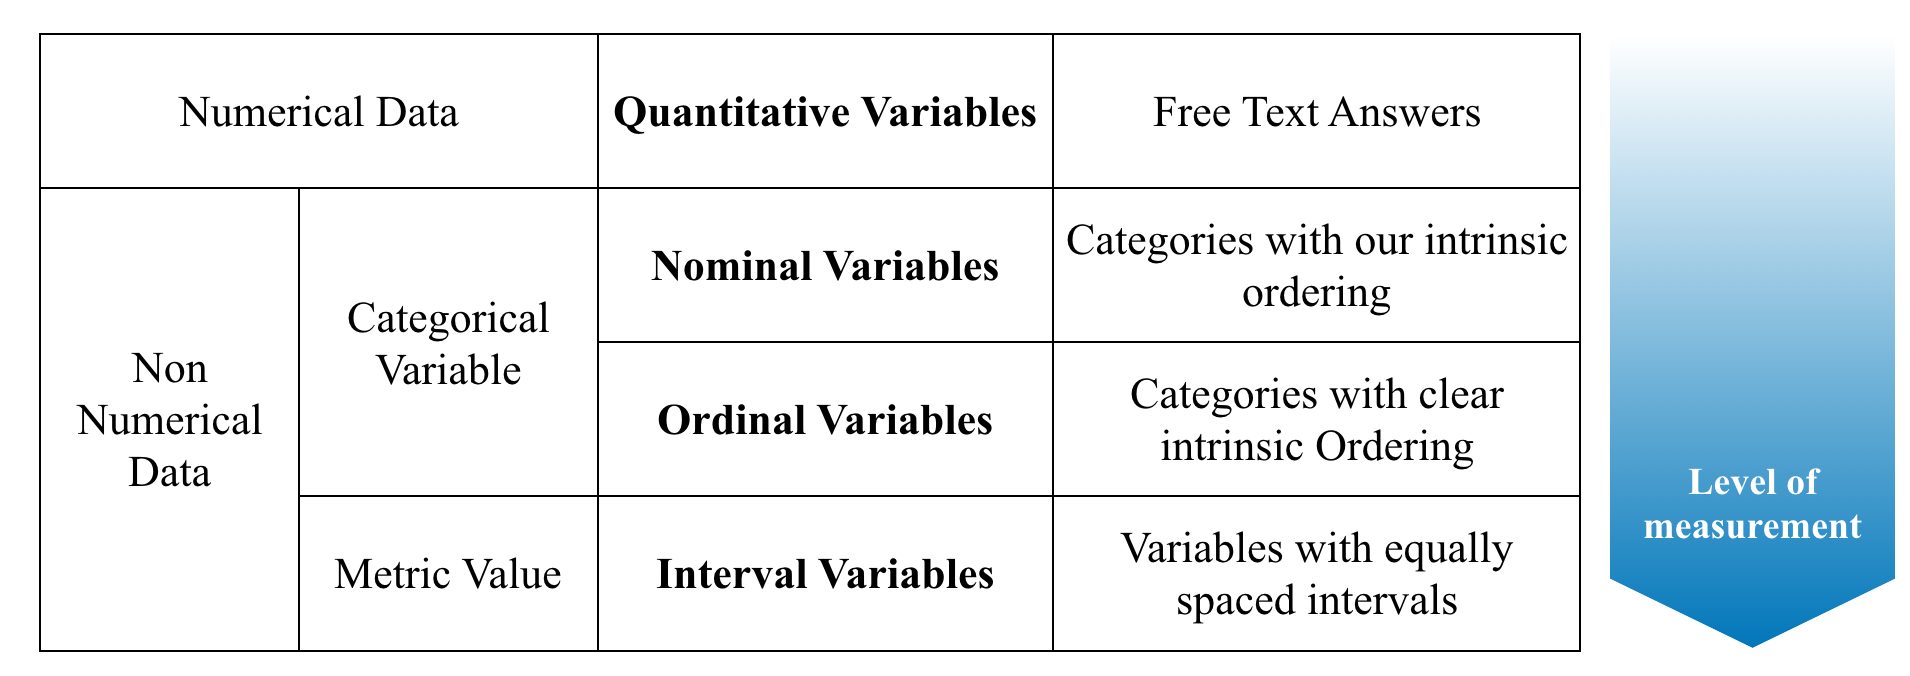 Numerical Data
Quantitative Variables
Free Text Answers
Non
Numerical
Data
Categorical
Variable
Nominal Variables
Categories with our intrinsic
ordering
Ordinal Variables
Categories with clear
intrinsic Ordering
Metric Value
Interval Variables
Variables with equally
spaced intervals
Level of
measurement